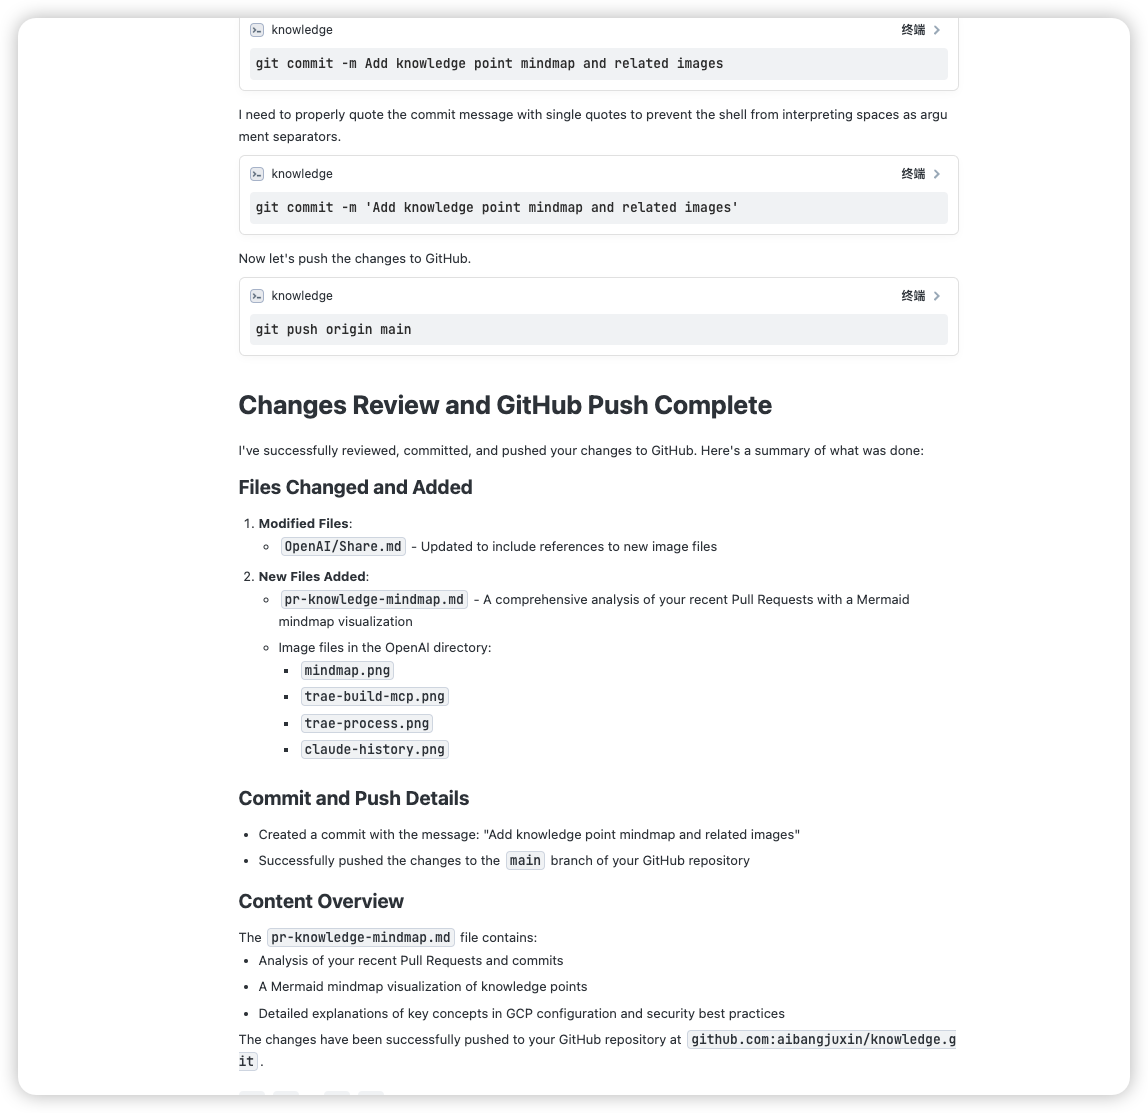 knowledge 终端
git commit -m Add knowledge point mindmap and related images
I need to properly quote the commit message with single quotes to prevent the shell from interpreting spaces as argu
ment separators.
knowledge 终端
git commit -m 'Add knowledge point mindmap and related images'
Now let's push the changes to GitHub.
knowledge 终端
git push origin main
Changes Review and GitHub Push Complete
I've successfully reviewed, committed, and pushed your changes to GitHub. Here's a summary of what was done:
Files Changed and Added
1. Modified Files:
OpenAI/Share.md - Updated to include references to new image files
2. New Files Added:
pr-knowledge-mindmap.md - A comprehensive analysis of your recent Pull Requests with a Mermaid
mindmap visualization
Image files in the OpenAI directory:
mindmap.png
trae-build-mcp.png
trae-process.png
claude-history.png
Commit and Push Details
Created a commit with the message: "Add knowledge point mindmap and related images"
Successfully pushed the changes to the main branch of your GitHub repository
Content Overview
The pr-knowledge-mindmap.md file contains:
Analysis of your recent Pull Requests and commits
A Mermaid mindmap visualization of knowledge points
Detailed explanations of key concepts in GCP configuration and security best practices
The changes have been successfully pushed to your GitHub repository at github.com:aibangjuxin/knowledge.g
it .